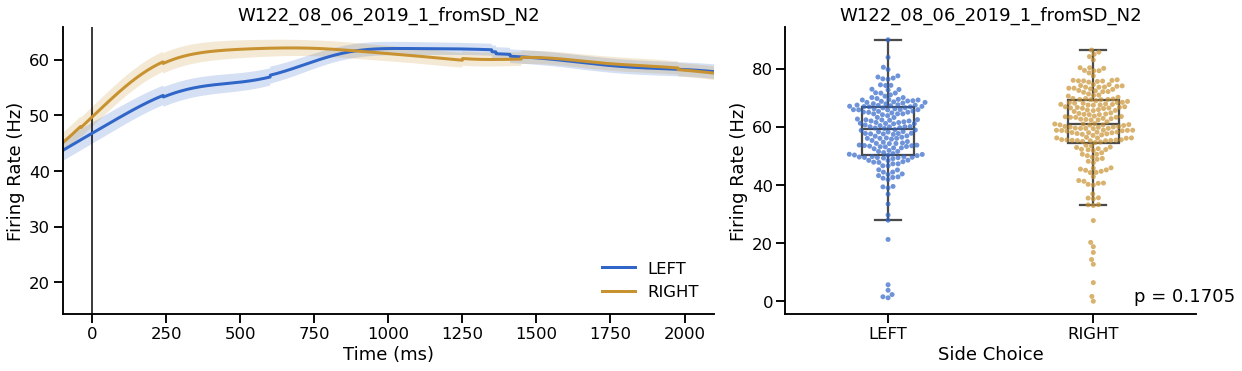 W122_08_06_2019_1_fromSD_N2
Firing Rate (Hz)
60
50
40
30
20
0
250
500
750
1000
1250
1500
1750
2000
Time (ms)
LEFT
RIGHT
W122_08_06_2019_1_fromSD_N2
Firing Rate (Hz)
80
60
40
20
0
p = 0.1705
LEFT
RIGHT
Side Choice